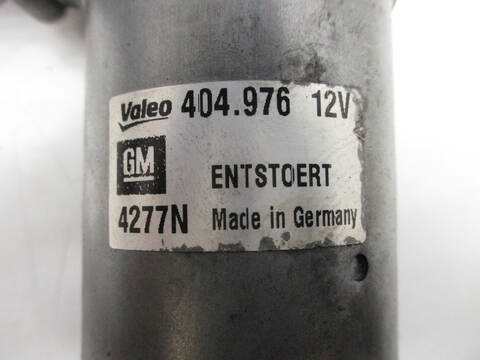 Valeo 404.976 12V
GM ENTSTOERT
4277N Made in Germany